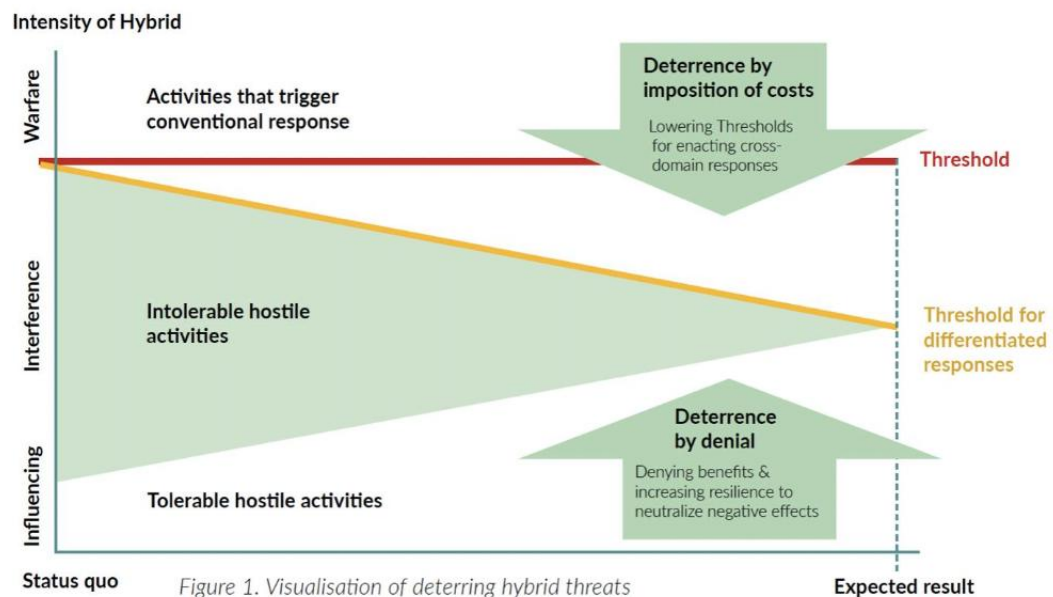 Intensity of Hybrid
Warfare
Interference
Influencing
Activities that trigger
conventional response
Deterrence by
imposition of costs
Lowering Thresholds
for enacting cross-
domain responses
Threshold
Intolerable hostile
activities
Threshold for
differentiated
responses
Deterrence
by denial
Denying benefits &
increasing resilience to
neutralize negative effects
Tolerable hostile activities
Status quo
Figure 1. Visualisation of deterring hybrid threats
Expected result